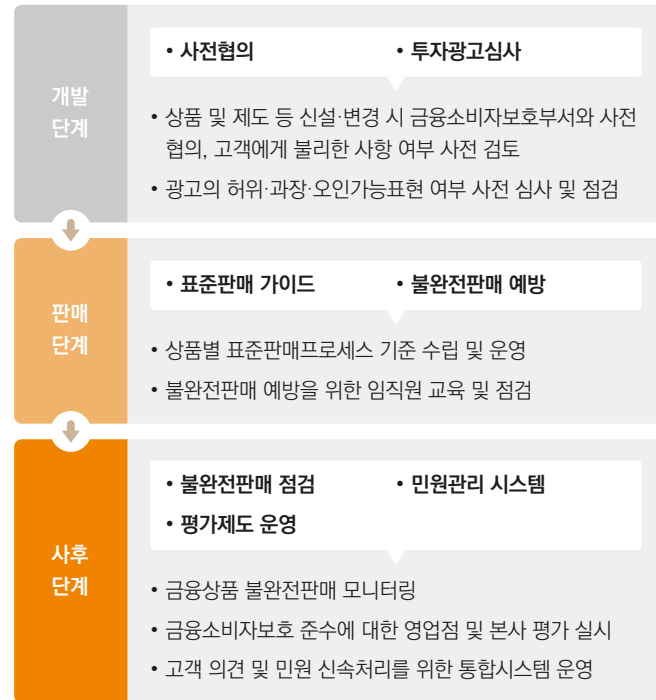 개발
단계
• 사전협의
• 투자광고심사
• 상품 및 제도 등 신설·변경 시 금융소비자보호부서와 사전
협의, 고객에게 불리한 사항 여부 사전 검토
• 광고의 허위·과장·오인가능표현 여부 사전 심사 및 점검
판매
단계
• 표준판매 가이드
• 불완전판매 예방
• 상품별 표준판매프로세스 기준 수립 및 운영
• 불완전판매 예방을 위한 임직원 교육 및 점검
사후
단계
• 불완전판매 점검
• 민원관리 시스템
• 평가제도 운영
• 금융상품 불완전판매 모니터링
• 금융소비자보호 준수에 대한 영업점 및 본사 평가 실시
• 고객 의견 및 민원 신속처리를 위한 통합시스템 운영